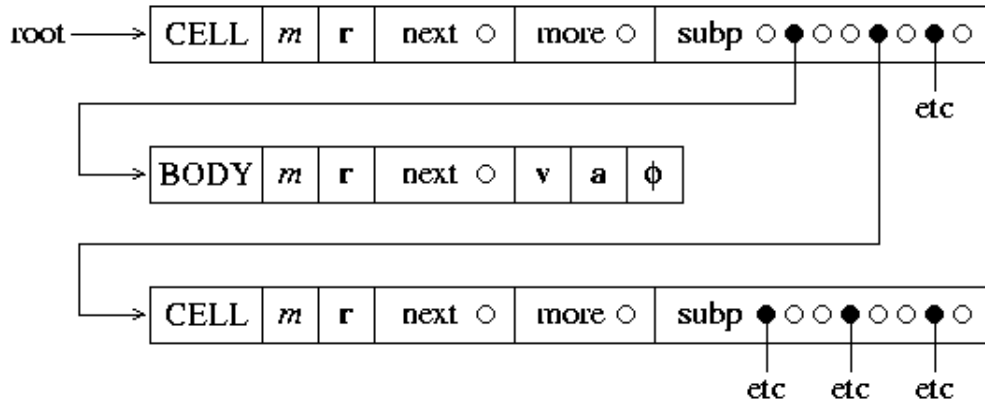 root CELL m r next more subp
etc
BODY m r next v a ϕ
CELL m r next more subp
etc etc etc